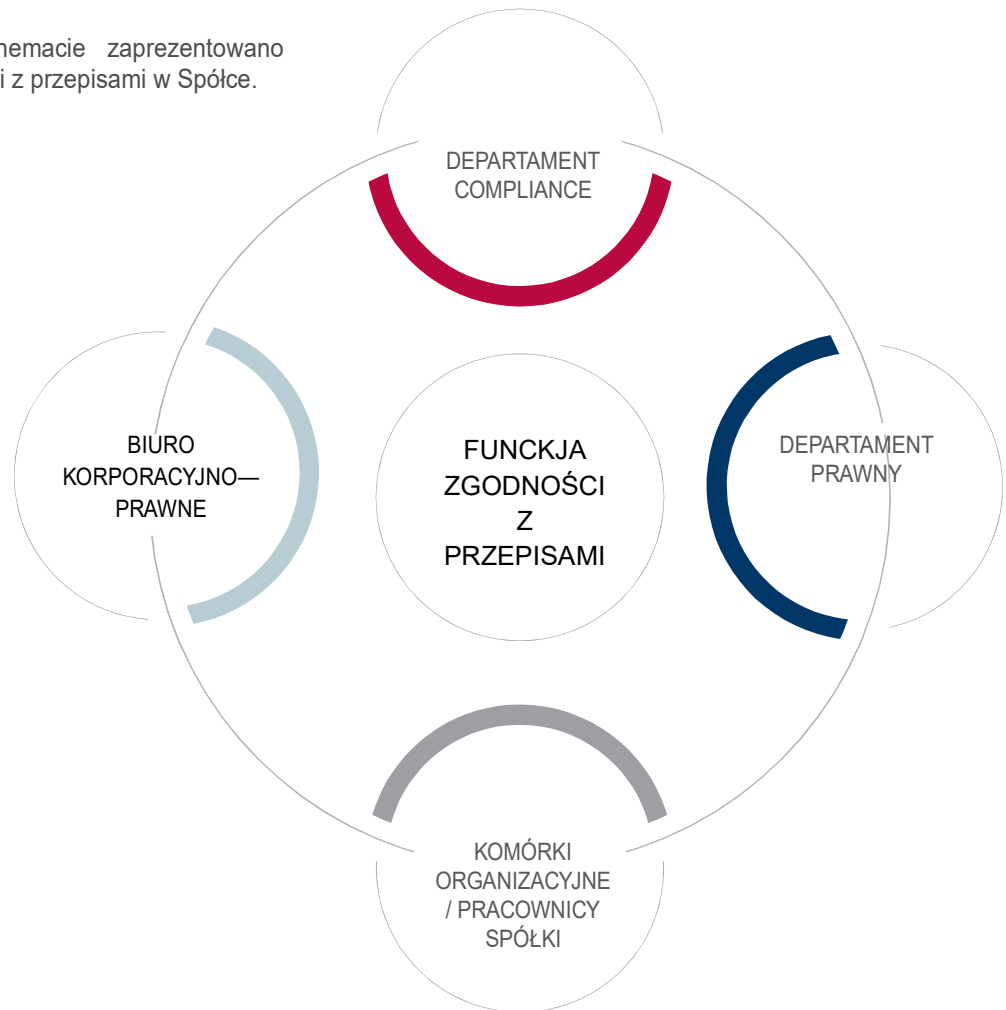 zaprezentowano
i z przepisami w Spółce.
DEPARTAMENT
COMPLIANCE
BIURO
KORPORACYJNO—
PRAWNE
FUNCKJA
ZGODNOŚCI
Z
PRZEPISAMI
DEPARTAMENT
PRAWNY
KOMÓRKI
ORGANIZACYJNE
/ PRACOWNICY
SPÓŁKI